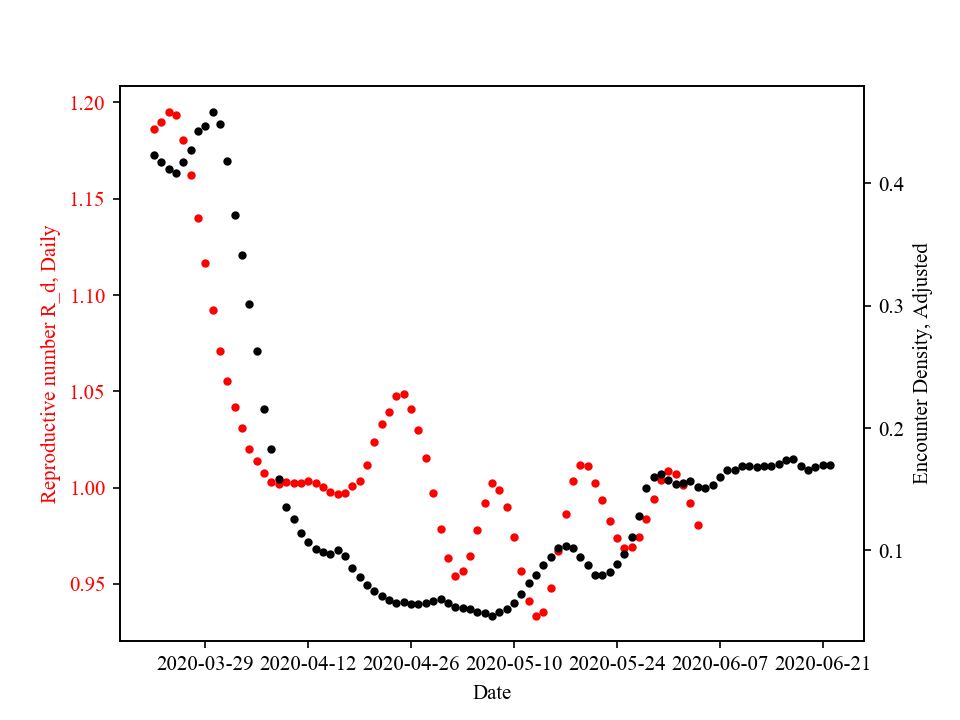 1.20
1.15
1.10
1.05
1.00
0.95
Reproductive number R_d, Daily
0.4
0.3
0.2
0.1
Encounter Density, Adjusted
2020-03-29 2020-04-12 2020-04-26 2020-05-10 2020-05-24 2020-06-07 2020-06-21
Date